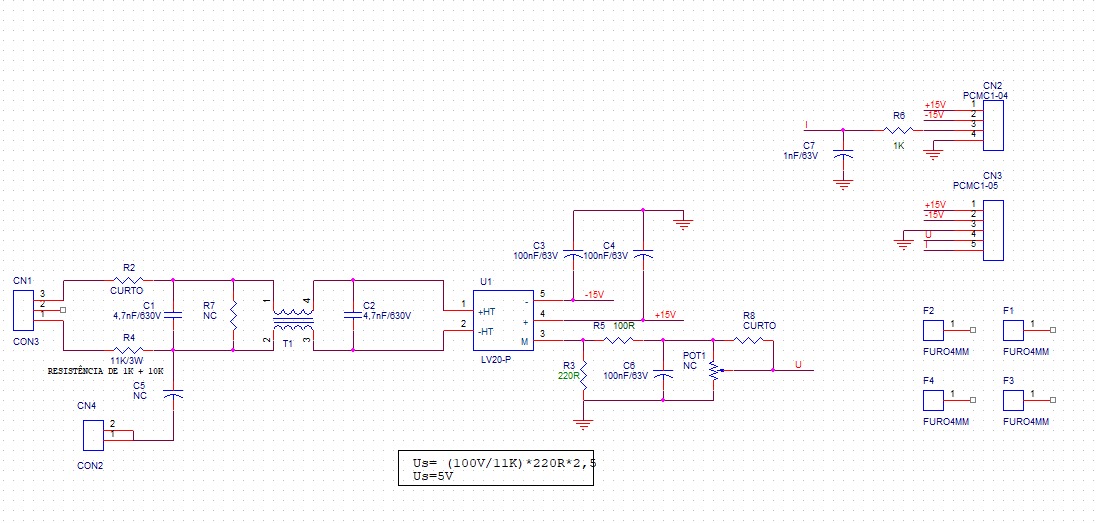 CN2
PCMC1-04
+15V 1
-15V 2
3
4
I
R6
1K
C7
1nF/63V
CN3
PCMC1-05
+15V 1
-15V 2
3
U 4
I 5
C3
100nF/63V
C4
100nF/63V
CN1
3
2
1
CON3
R2
CURTO
C1
4,7nF/630V
R7
NC
1
4
2
3
T1
C2
4,7nF/630V
U1
1
+HT
2
-HT
LV20-P
-
5
-15V
+
4
+15V
M
3
R5 100R
R8
CURTO
R3
220R
C6
100nF/63V
POT1
NC
U
R4
11K/3W
RESISTÊNCIA DE 1K + 10K
C5
NC
CN4
2
1
CON2
F2
1
FURO4MM
F1
1
FURO4MM
F4
1
FURO4MM
F3
1
FURO4MM
Us= (100V/11K)*220R*2,5
Us=5V